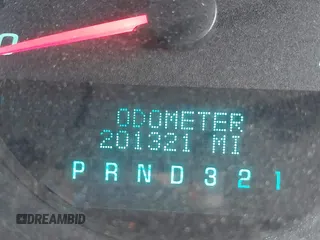 ODOMETER
201321 MI
P R N D 3 2 1
DREAMBID